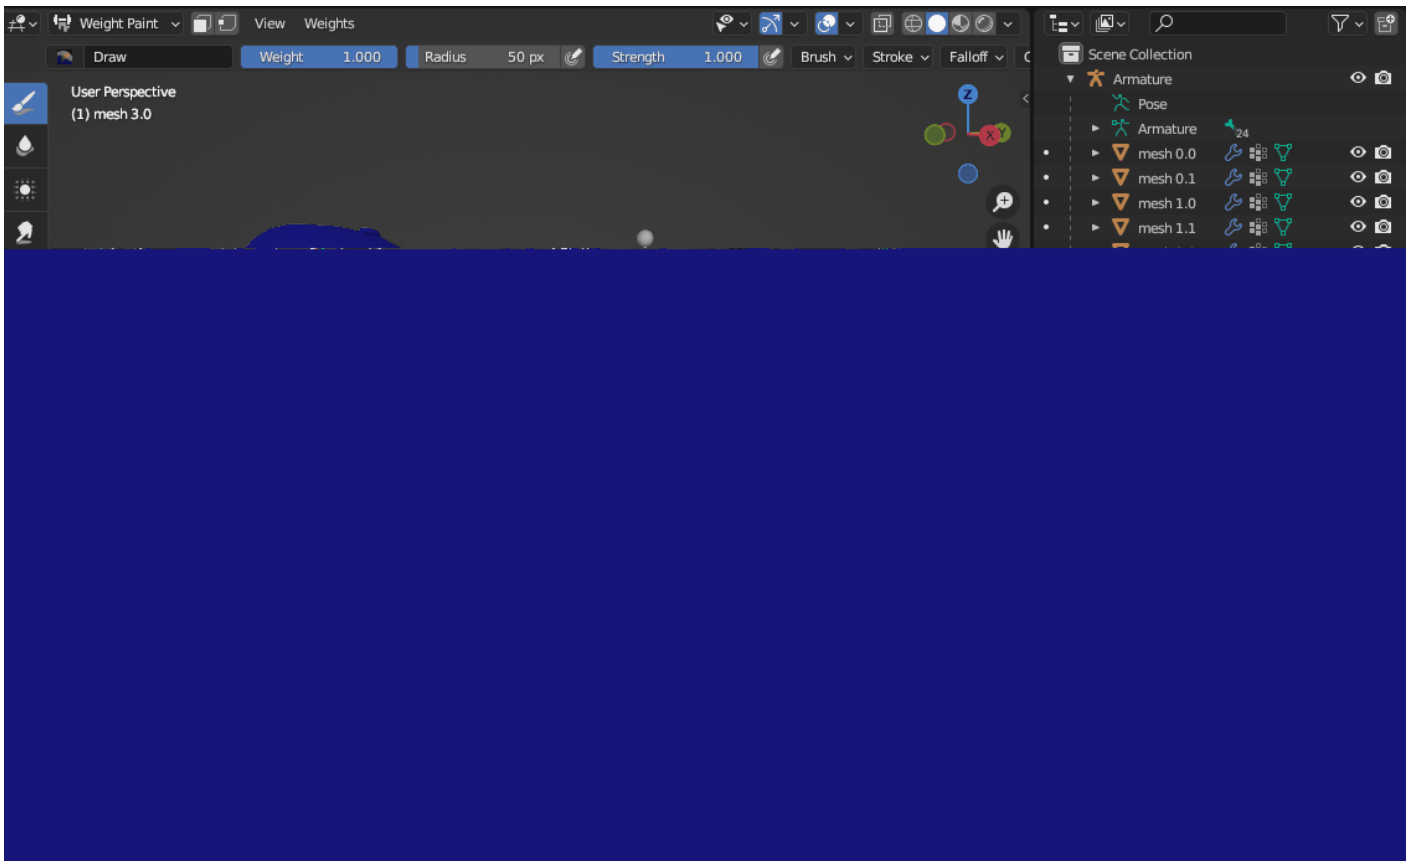 Weight Paint View Weights
Draw Weight 1.000 Radius 50 px Strength 1.000 Brush Stroke Falloff
User Perspective
(1) mesh 3.0
Z
X
Y
Scene Collection
Armature
Pose
Armature 24
mesh 0.0
mesh 0.1
mesh 1.0
mesh 1.1